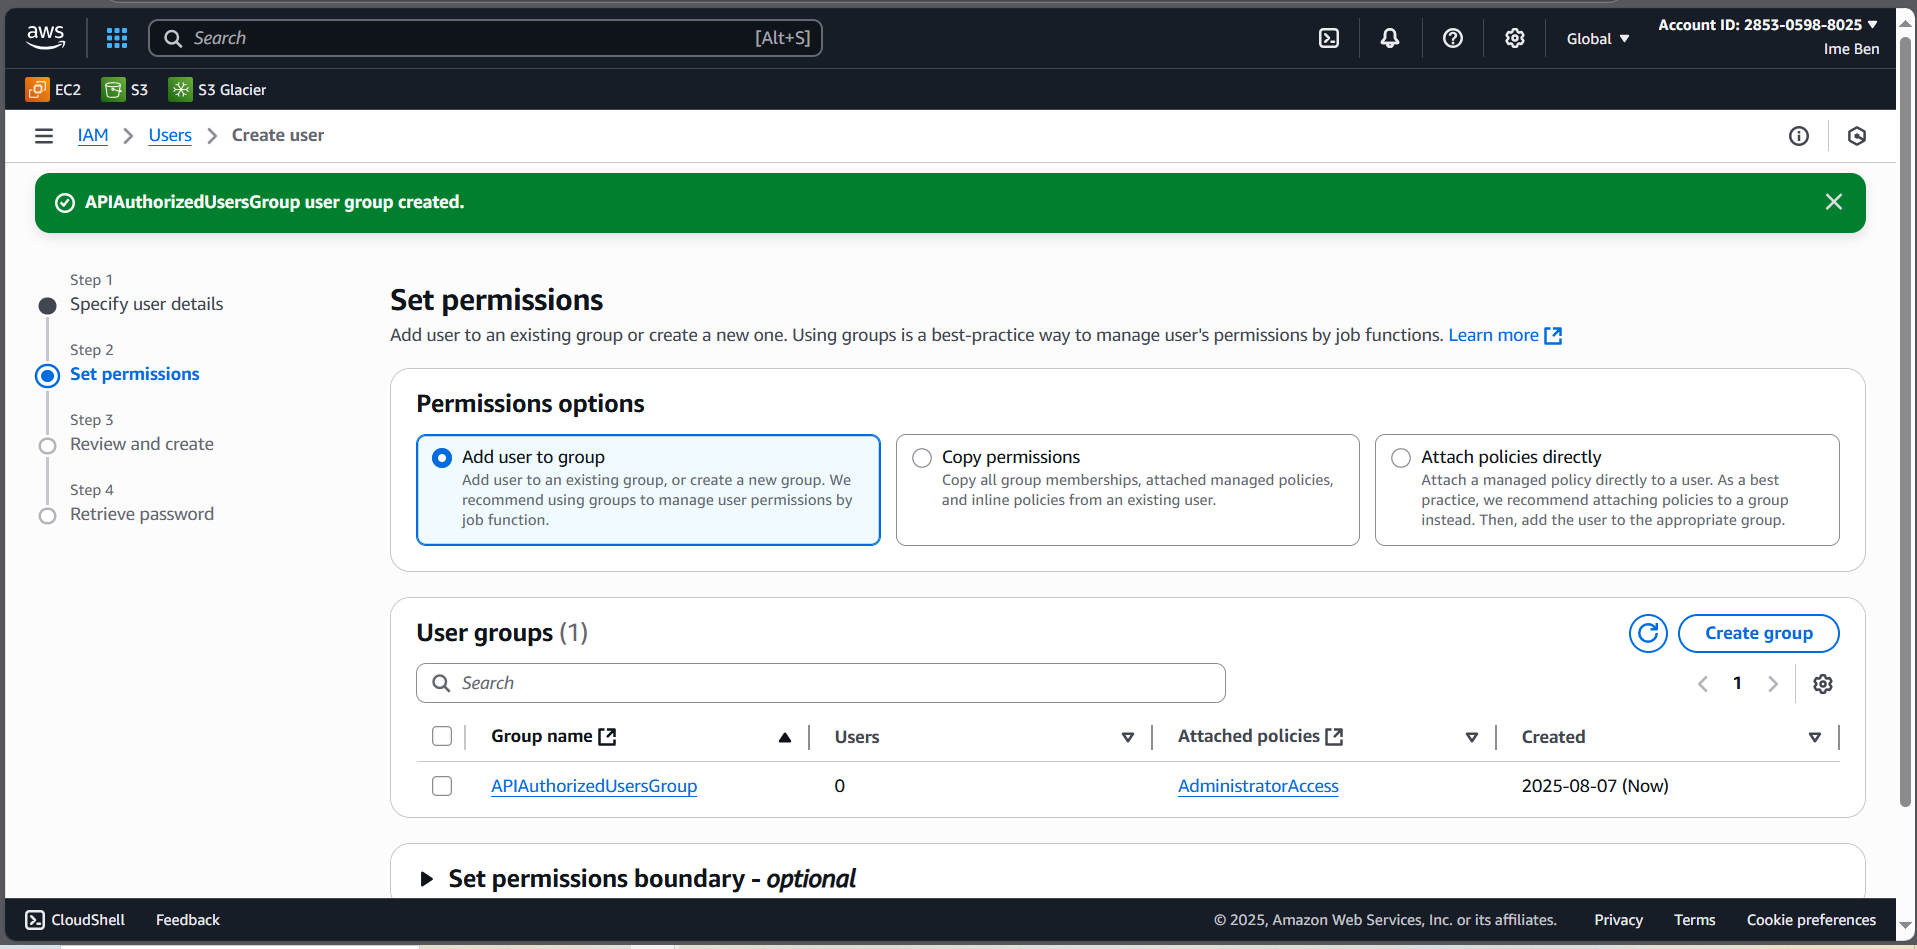 aws
Search [Alt+S]
Global
Account ID: 2853-0598-8025
Ime Ben
EC2 S3 S3 Glacier
IAM Users Create user
APIAuthorizedUsersGroup user group created.
Step 1
Specify user details
Step 2
Set permissions
Step 3
Review and create
Step 4
Retrieve password
Set permissions
Add user to an existing group or create a new one. Using groups is a best-practice way to manage user's permissions by job functions. Learn more
Permissions options
Add user to group
Add user to an existing group, or create a new group. We
recommend using groups to manage user permissions by
job function.
Copy permissions
Copy all group memberships, attached managed policies,
and inline policies from an existing user.
Attach policies directly
Attach a managed policy directly to a user. As a best
practice, we recommend attaching policies to a group
instead. Then, add the user to the appropriate group.
User groups (1)
Create group
Search
1
Group name Users Attached policies Created
APIAuthorizedUsersGroup 0 AdministratorAccess 2025-08-07 (Now)
Set permissions boundary - optional
CloudShell Feedback © 2025, Amazon Web Services, Inc. or its affiliates. Privacy Terms Cookie preferences